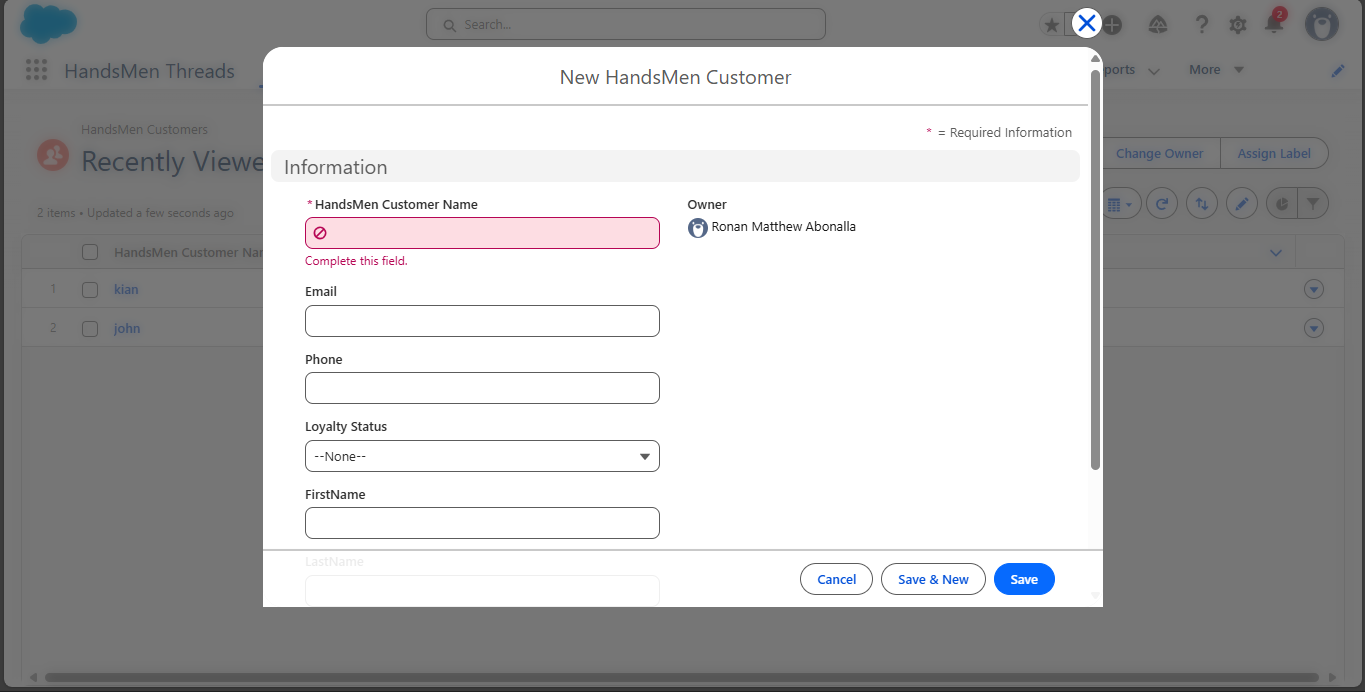 Search...
2
HandsMen Threads
ports
More
New HandsMen Customer
HandsMen Customers
Recently Viewe
* = Required Information
Change Owner
Assign Label
Information
2 items • Updated a few seconds ago
*HandsMen Customer Name
Owner
Ronan Matthew Abonalla
Complete this field.
HandsMen Customer Nar
1
kian
2
john
Email
Phone
Loyalty Status
--None--
FirstName
LastName
Cancel
Save & New
Save